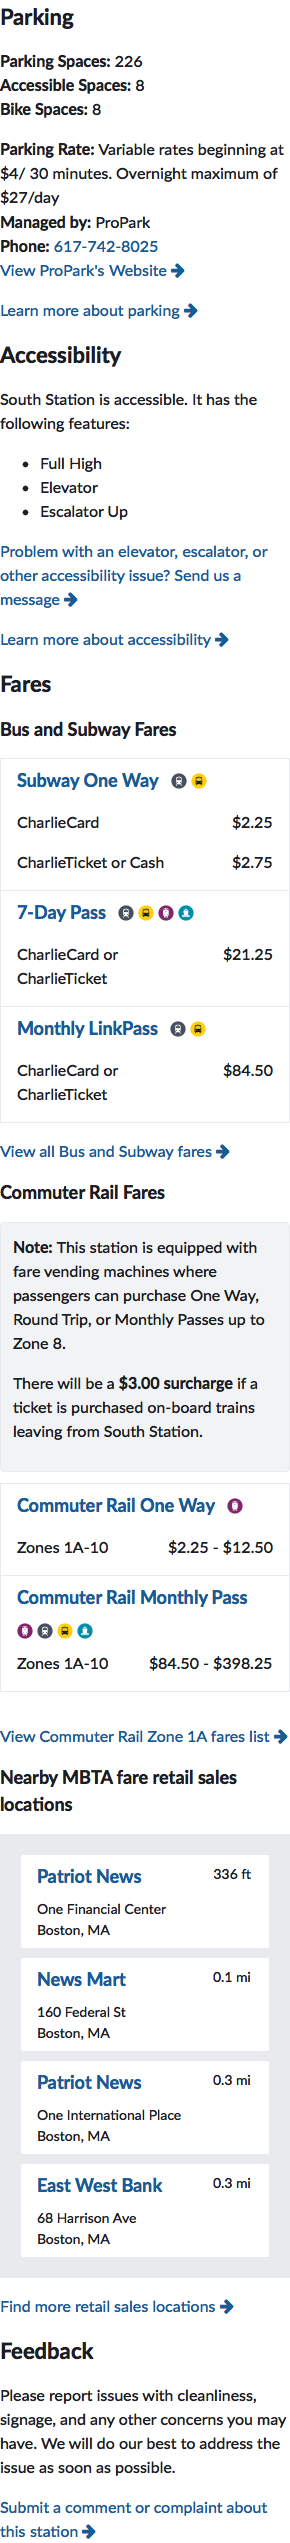 Parking
Parking Spaces: 226
Accessible Spaces: 8
Bike Spaces: 8
Parking Rate: Variable rates beginning at
$4/ 30 minutes. Overnight maximum of
$27/day
Managed by: ProPark
Phone: 617-742-8025
View ProPark's Website
Learn more about parking
Accessibility
South Station is accessible. It has the
following features:
Full High
Elevator
Escalator Up
Problem with an elevator, escalator, or
other accessibility issue? Send us a
message
Learn more about accessibility
Fares
Bus and Subway Fares
Subway One Way
CharlieCard $2.25
CharlieTicket or Cash $2.75
7-Day Pass
CharlieCard or $21.25
CharlieTicket
Monthly LinkPass
CharlieCard or $84.50
CharlieTicket
View all Bus and Subway fares
Commuter Rail Fares
Note: This station is equipped with
fare vending machines where
passengers can purchase One Way,
Round Trip, or Monthly Passes up to
Zone 8.
There will be a $3.00 surcharge if a
ticket is purchased on-board trains
leaving from South Station.
Commuter Rail One Way
Zones 1A-10 $2.25 - $12.50
Commuter Rail Monthly Pass
Zones 1A-10 $84.50 - $398.25
View Commuter Rail Zone 1A fares list
Nearby MBTA fare retail sales
locations
Patriot News 336 ft
One Financial Center
Boston, MA
News Mart 0.1 mi
160 Federal St
Boston, MA
Patriot News 0.3 mi
One International Place
Boston, MA
East West Bank 0.3 mi
68 Harrison Ave
Boston, MA
Find more retail sales locations
Feedback
Please report issues with cleanliness,
signage, and any other concerns you may
have. We will do our best to address the
issue as soon as possible.
Submit a comment or complaint about
this station